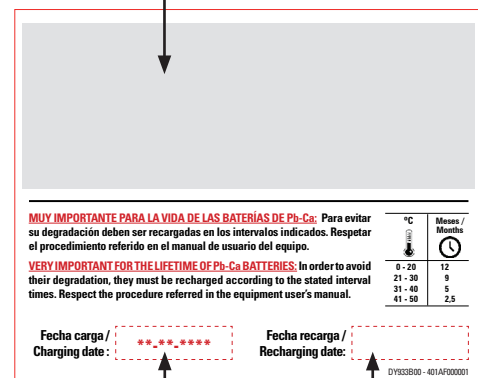 MUY IMPORTANTE PARA LA VIDA DE LAS BATERÍAS DE Pb-Ca: Para evitar
su degradación deben ser recargadas en los intervalos indicados. Respetar
el procedimiento referido en el manual de usuario del equipo.
VERY IMPORTANT FOR THE LIFETIME OF Pb-Ca BATTERIES: In order to avoid
their degradation, they must be recharged according to the stated interval
times. Respect the procedure referred in the equipment user's manual.
ºC Meses /
Months
0 - 20 12
21 - 30 9
31 - 40 5
41 - 50 2,5
Fecha carga /
Charging date : **-**-****
Fecha recarga /
Recharging date:
DY933B00 - 401AF000001